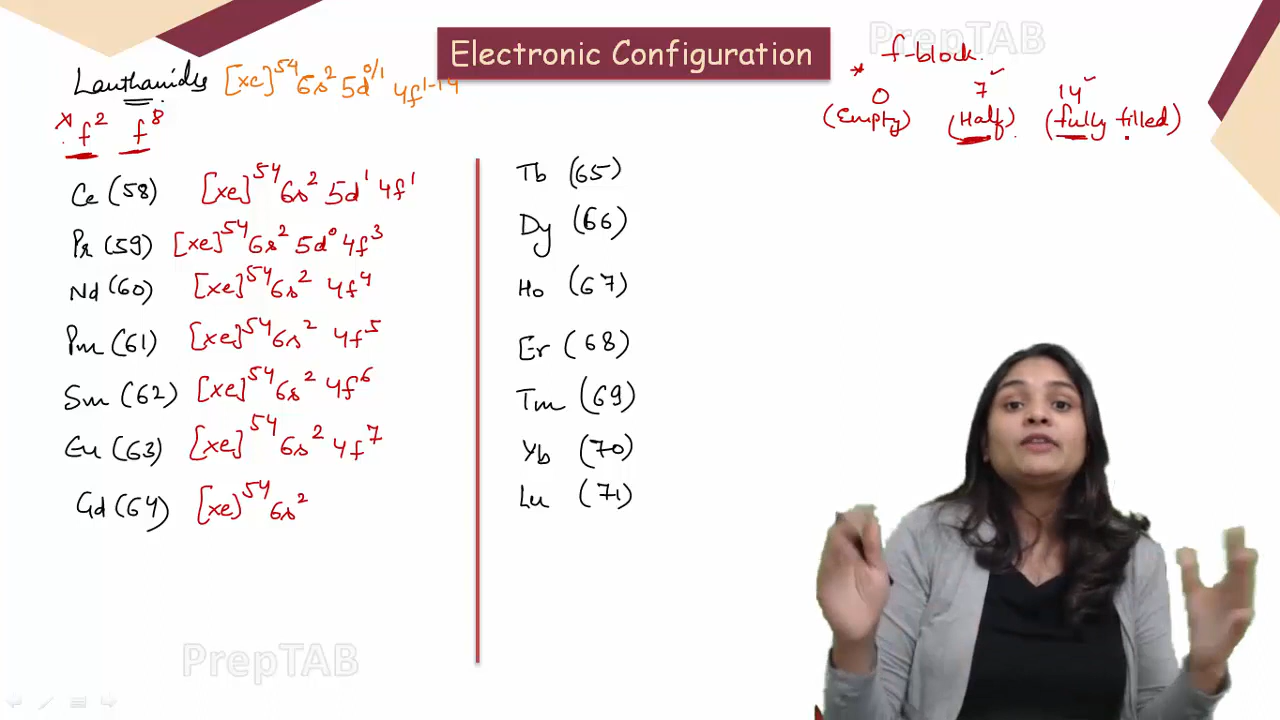 PrepTAB
Electronic Configuration
f-block.
* 0 7 ✓ 14 ✓
(Empty) (Half) (fully filled)
Lanthanides [xe]⁵⁴ 6s² 5d⁰/¹ 4f¹⁻¹⁴
* f² f⁸
Ce (58) [xe]⁵⁴ 6s² 5d¹ 4f¹
Pr (59) [xe]⁵⁴ 6s² 5d⁰ 4f³
Nd (60) [xe]⁵⁴ 6s² 4f⁴
Pm (61) [xe]⁵⁴ 6s² 4f⁵
Sm (62) [xe]⁵⁴ 6s² 4f⁶
Eu (63) [xe]⁵⁴ 6s² 4f⁷
Gd (64) [xe]⁵⁴ 6s²
Tb (65)
Dy (66)
Ho (67)
Er (68)
Tm (69)
Yb (70)
Lu (71)
PrepTAB